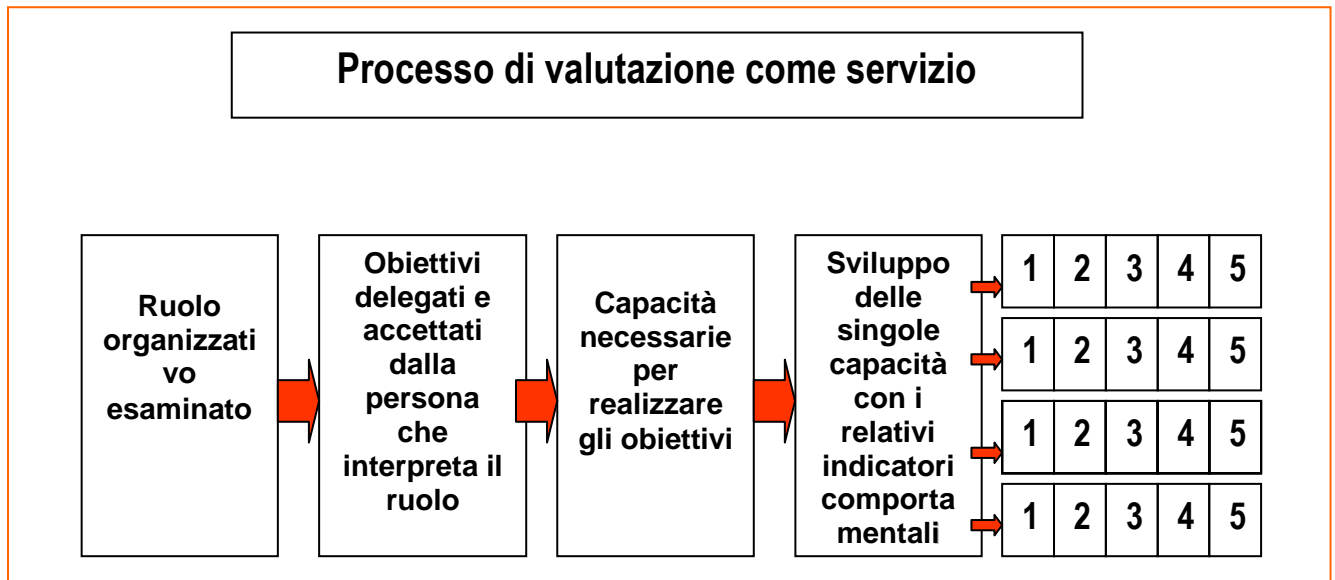 Processo di valutazione come servizio
Ruolo
organizzati
vo
esaminato
Obiettivi
delegati e
accettati
dalla
persona
che
interpreta il
ruolo
Capacità
necessarie
per
realizzare
gli obiettivi
Sviluppo
delle
singole
capacità
con i
relativi
indicatori
comporta
mentali
1 2 3 4 5
1 2 3 4 5
1 2 3 4 5
1 2 3 4 5